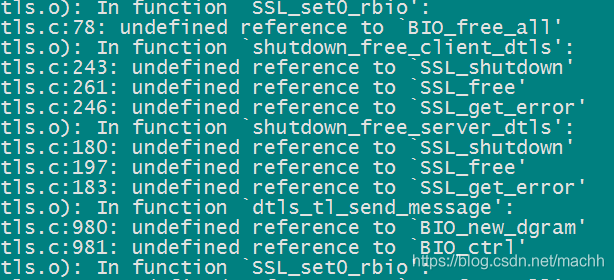 tls.o): In function `SSL_set0_rbio':
tls.c:78: undefined reference to `BIO_free_all'
tls.o): In function `shutdown_free_client_dtls':
tls.c:243: undefined reference to `SSL_shutdown'
tls.c:261: undefined reference to `SSL_free'
tls.c:246: undefined reference to `SSL_get_error'
tls.o): In function `shutdown_free_server_dtls':
tls.c:180: undefined reference to `SSL_shutdown'
tls.c:197: undefined reference to `SSL_free'
tls.c:183: undefined reference to `SSL_get_error'
tls.o): In function `dtls_tl_send_message':
tls.c:980: undefined reference to `BIO_new_dgram'
tls.c:981: undefined reference to `BIO_ctrl'
https://blog.csdn.net/machh
tls.o): In function `SSL_set0_rbio':